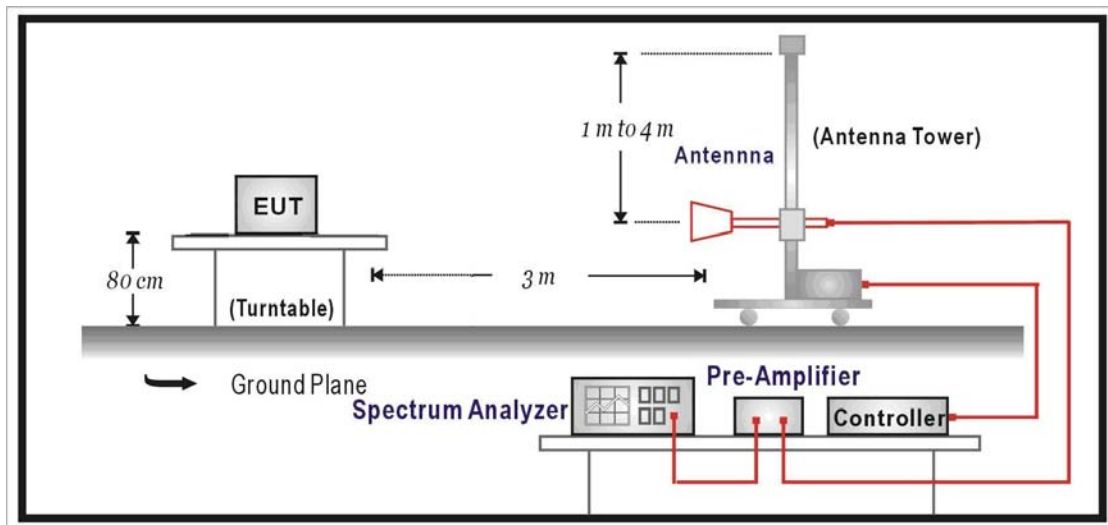 1 m to 4 m
(Antenna Tower)
Antennna
EUT
80 cm
3 m
(Turntable)
Ground Plane
Pre-Amplifier
Spectrum Analyzer
Controller